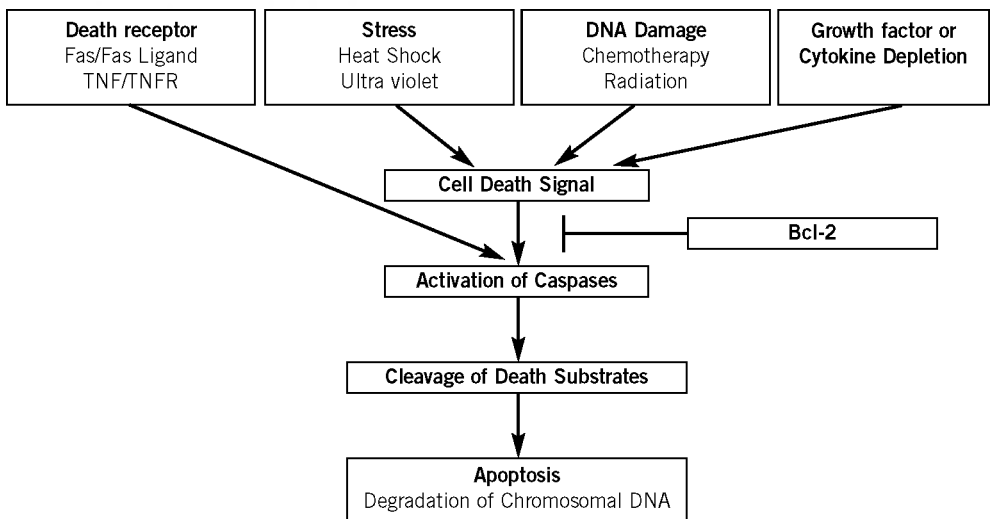 Death receptor
Fas/Fas Ligand
TNF/TNFR
Stress
Heat Shock
Ultra violet
DNA Damage
Chemotherapy
Radiation
Growth factor or
Cytokine Depletion
Cell Death Signal
Bcl-2
Activation of Caspases
Cleavage of Death Substrates
Apoptosis
Degradation of Chromosomal DNA